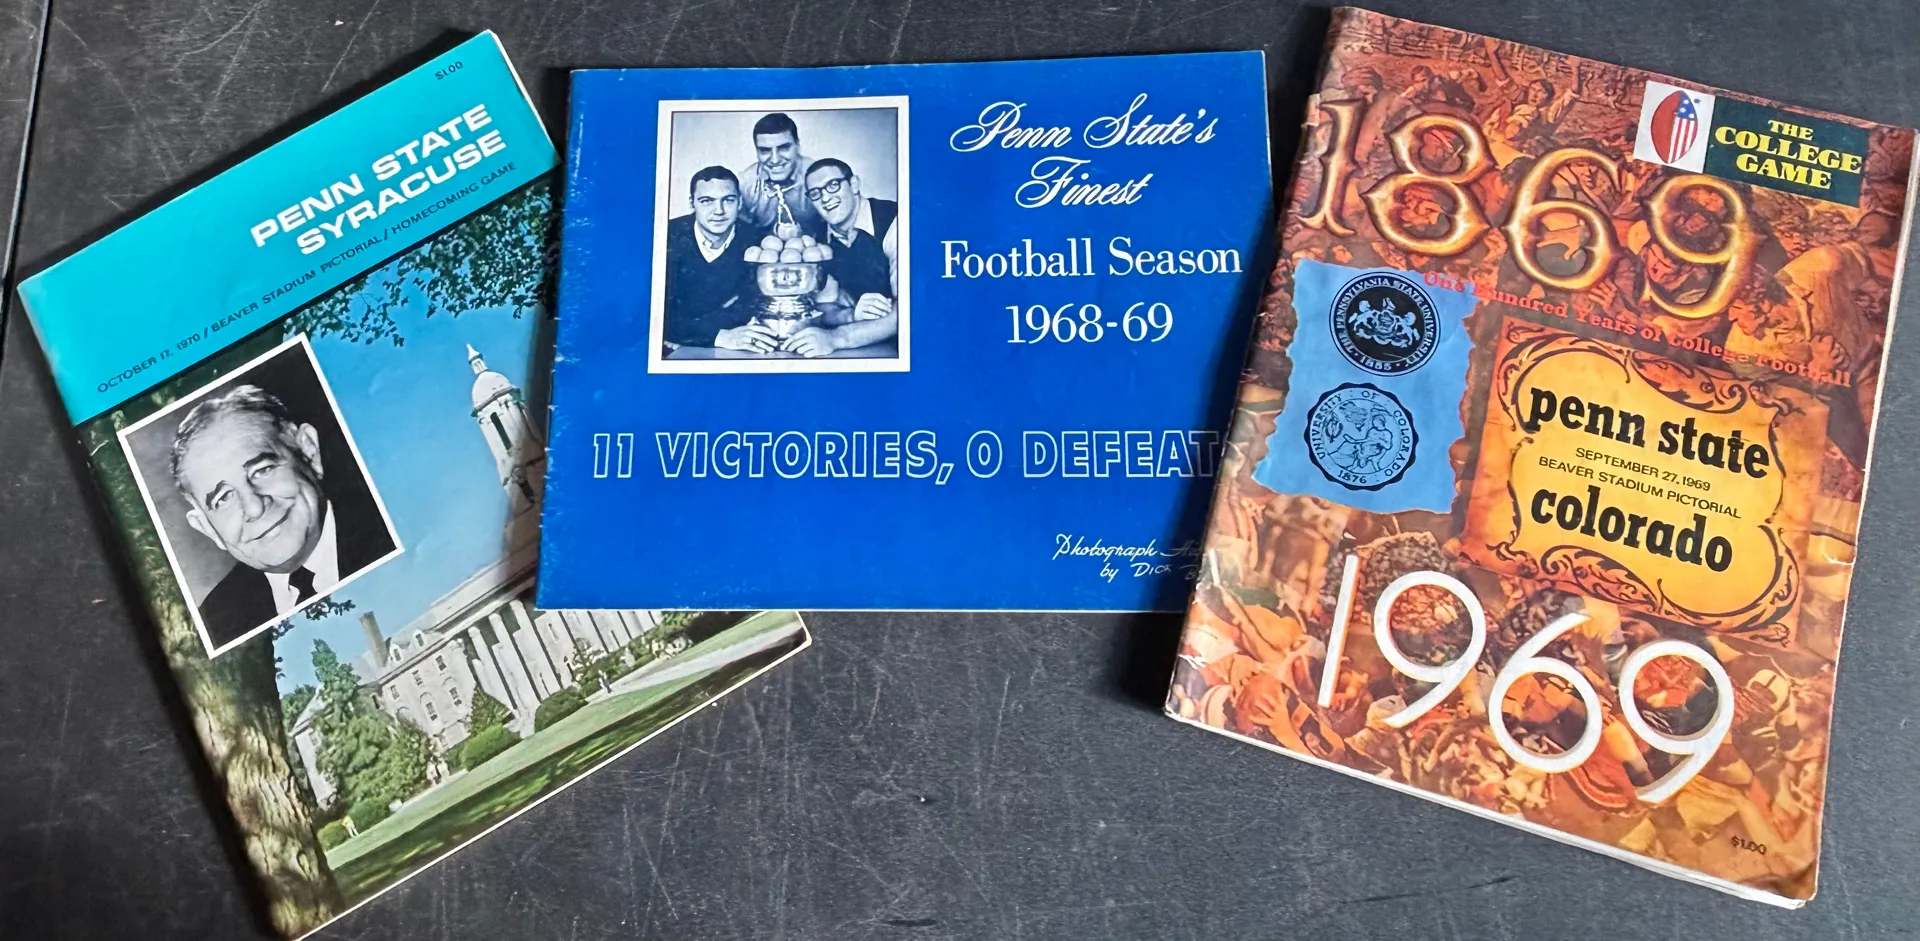 $1.00
PENN STATE
SYRACUSE
OCTOBER 17, 1970 / BEAVER STADIUM PICTORIAL / HOMECOMING GAME
Penn State's
Finest
Football Season
1968-69
11 VICTORIES, 0 DEFEAT
Photograph
by DICK
1869
THE
COLLEGE
GAME
One Hundred Years of College Football
THE PENNSYLVANIA STATE UNIVERSITY
1855
UNIVERSITY OF COLORADO
1876
penn state
SEPTEMBER 27, 1969
BEAVER STADIUM PICTORIAL
colorado
1969
$1.00